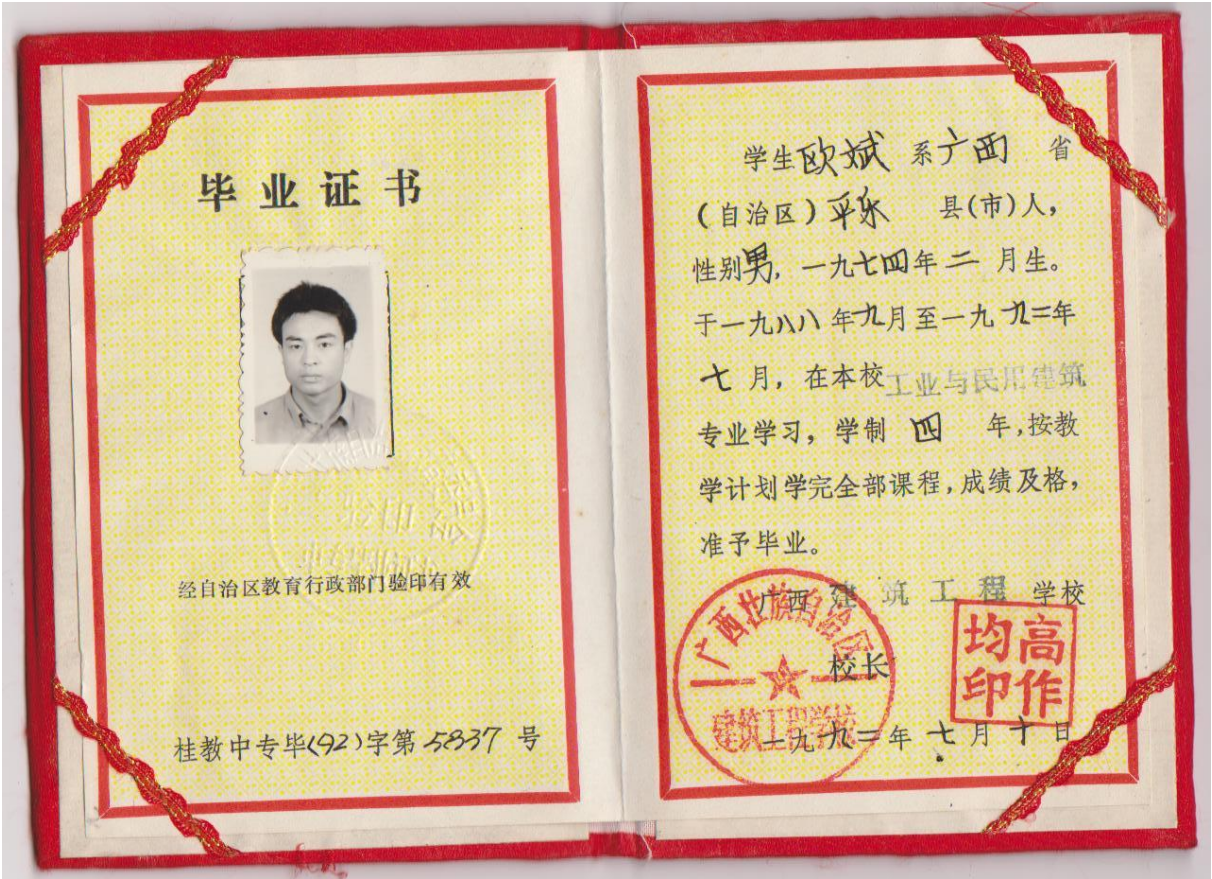 毕业证书
经自治区教育行政部门验印有效
桂教中专毕(92)字第5837号
学生欧斌 系广西 省
(自治区)平乐 县(市)人,
性别男,一九七四年二 月生。
于一九八八年九月至一九九二年
七月,在本校工业与民用建筑
专业学习,学制 四 年,按教
学计划学完全部课程,成绩及格,
准予毕业。
广西建筑工程学校
校长
高作均印
广西壮族自治区
建筑工程学校
一九九二年七月十日